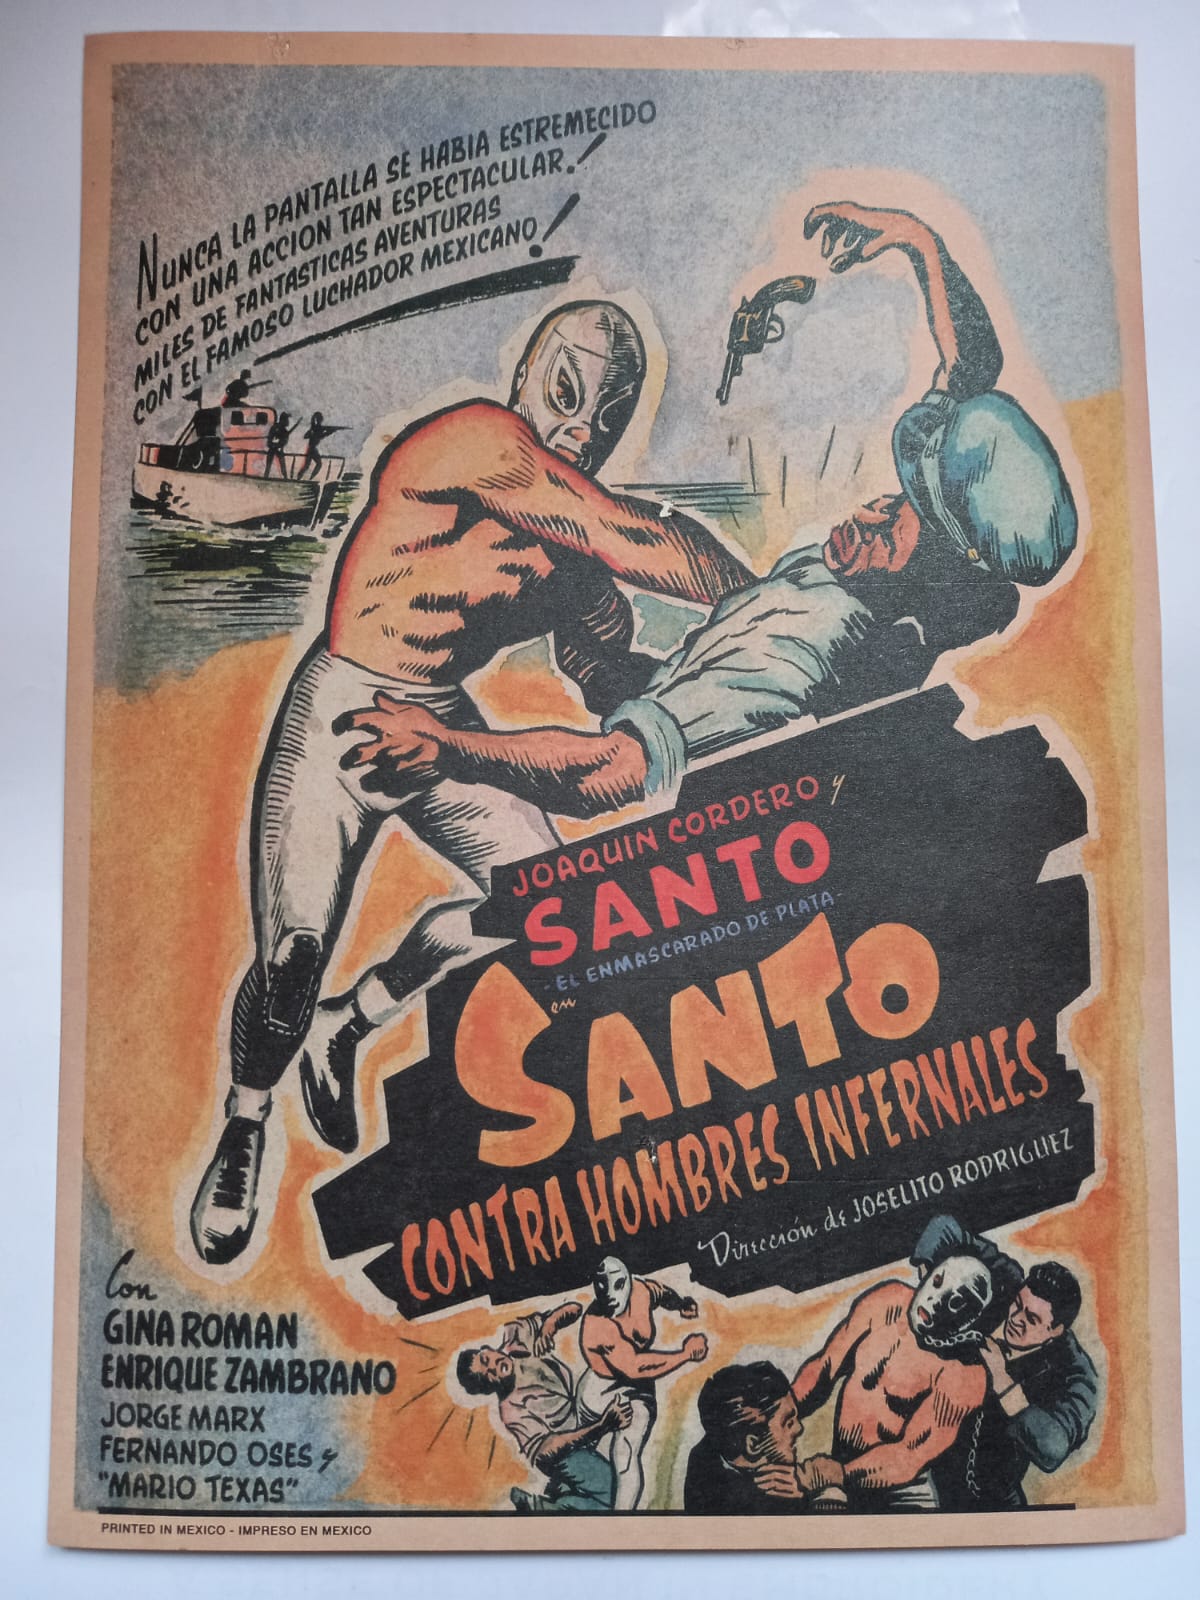 NUNCA LA PANTALLA SE HABIA ESTREMECIDO
CON UNA ACCION TAN ESPECTACULAR.!
MILES DE FANTASTICAS AVENTURAS
CON EL FAMOSO LUCHADOR MEXICANO!
JOAQUIN CORDERO y
SANTO
-EL ENMASCARADO DE PLATA-
en
SANTO
CONTRA HOMBRES INFERNALES
Dirección de JOSELITO RODRIGUEZ
Con
GINA ROMAN
ENRIQUE ZAMBRANO
JORGE MARX
FERNANDO OSES y
"MARIO TEXAS"
PRINTED IN MEXICO - IMPRESO EN MEXICO